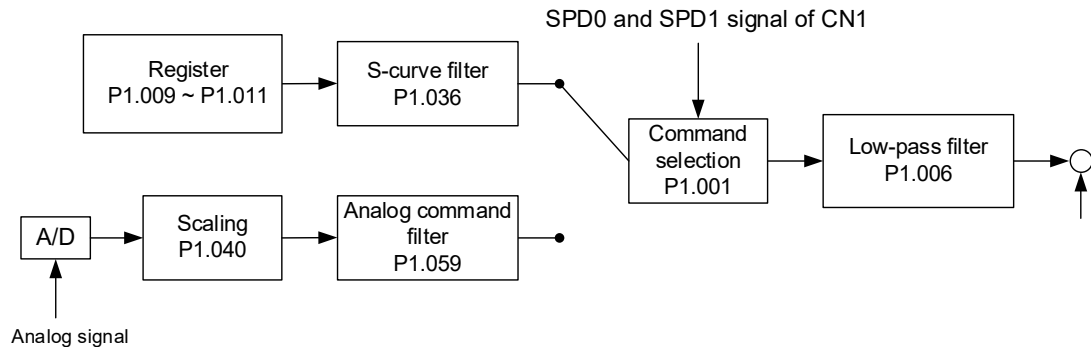 SPD0 and SPD1 signal of CN1
Register
P1.009 ~ P1.011
S-curve filter
P1.036
Command
selection
P1.001
Low-pass filter
P1.006
A/D
Scaling
P1.040
Analog command
filter
P1.059
Analog signal